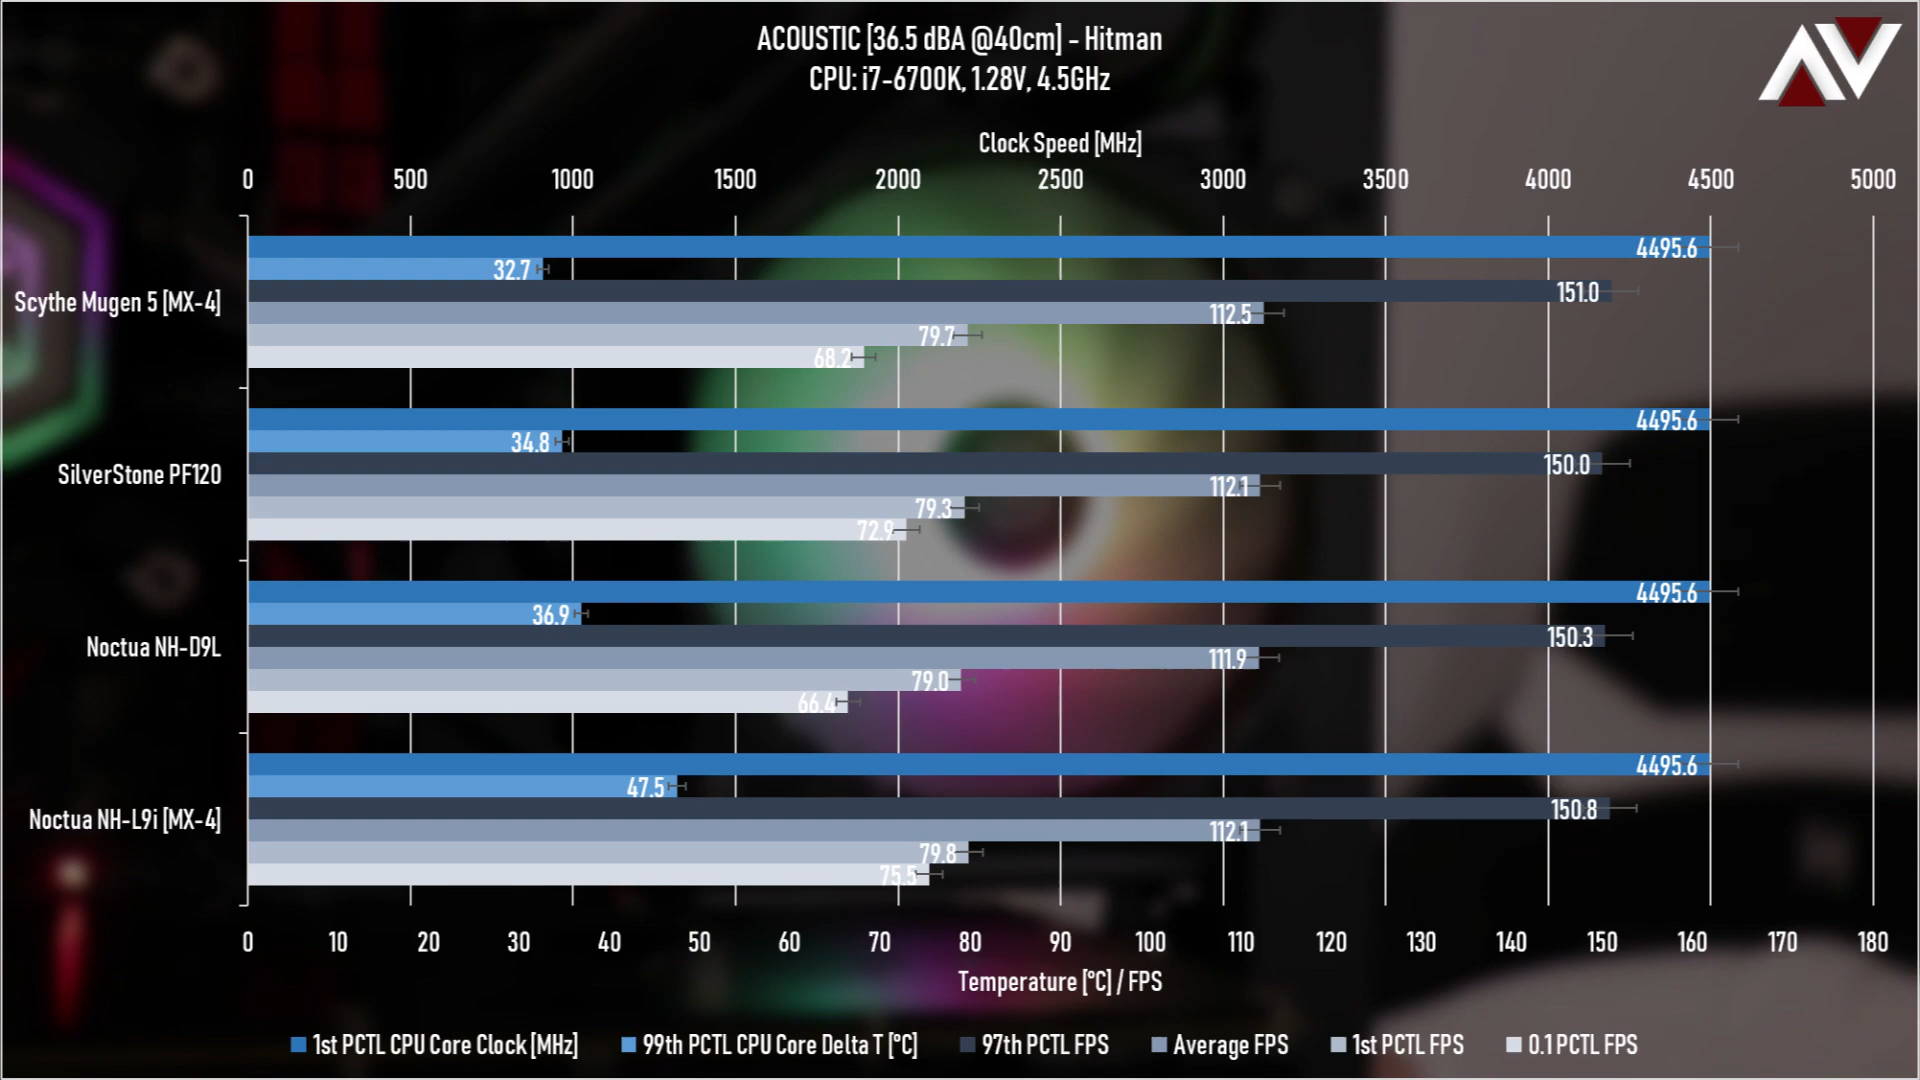 ACOUSTIC [36.5 dBA @40cm] - Hitman
CPU: i7-6700K, 1.28V, 4.5GHz
Clock Speed [MHz]
0 500 1000 1500 2000 2500 3000 3500 4000 4500 5000
4495.6
32.7
Scythe Mugen 5 [MX-4]
151.0
112.5
79.7
68.2
4495.6
34.8
SilverStone PF120
150.0
112.1
79.3
72.9
4495.6
36.9
Noctua NH-D9L
150.3
111.9
79.0
66.4
4495.6
47.5
Noctua NH-L9i [MX-4]
150.8
112.1
79.8
75.5
0 10 20 30 40 50 60 70 80 90 100 110 120 130 140 150 160 170 180
Temperature [°C] / FPS
1st PCTL CPU Core Clock [MHz] 99th PCTL CPU Core Delta T [°C] 97th PCTL FPS Average FPS 1st PCTL FPS 0.1 PCTL FPS